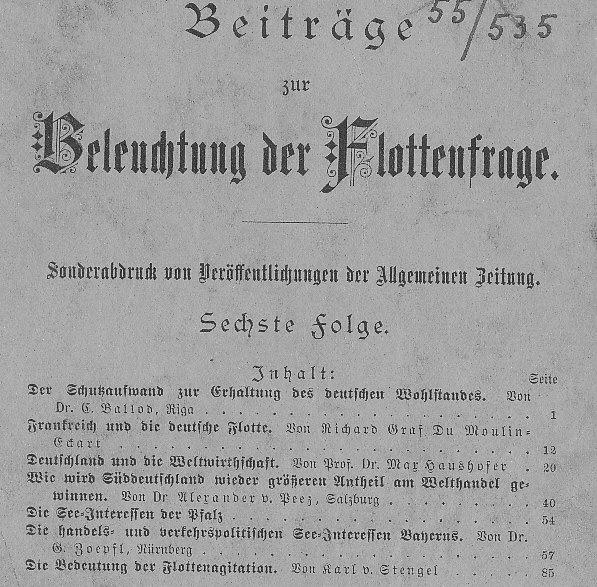 Beiträge 55/535
zur
Beleuchtung der Flottenfrage.
Sonderabdruck von Veröffentlichungen der Allgemeinen Zeitung.
Sechste Folge.
Inhalt:
Seite
Der Schutzaufwand zur Erhaltung des deutschen Wohlstandes. Von
Dr. C. Ballod, Riga . . . . . . . . . . . . . . . . . 1
Frankreich und die deutsche Flotte. Von Richard Graf Du Moulin-
Eckart . . . . . . . . . . . . . . . . . . . . . 12
Deutschland und die Weltwirthschaft. Von Prof. Dr. Max Haushofer . 20
Wie wird Süddeutschland wieder größeren Antheil am Welthandel ge-
winnen. Von Dr Alexander v. Peez, Salzburg . . . . . . . 40
Die See-Interessen der Pfalz . . . . . . . . . . . . . . . 54
Die handels- und verkehrspolitischen See-Interessen Bayerns. Von Dr.
G. Zoepfl, Nürnberg . . . . . . . . . . . . . . . . 57
Die Bedeutung der Flottenagitation. Von Karl v. Stengel . . . . . 85